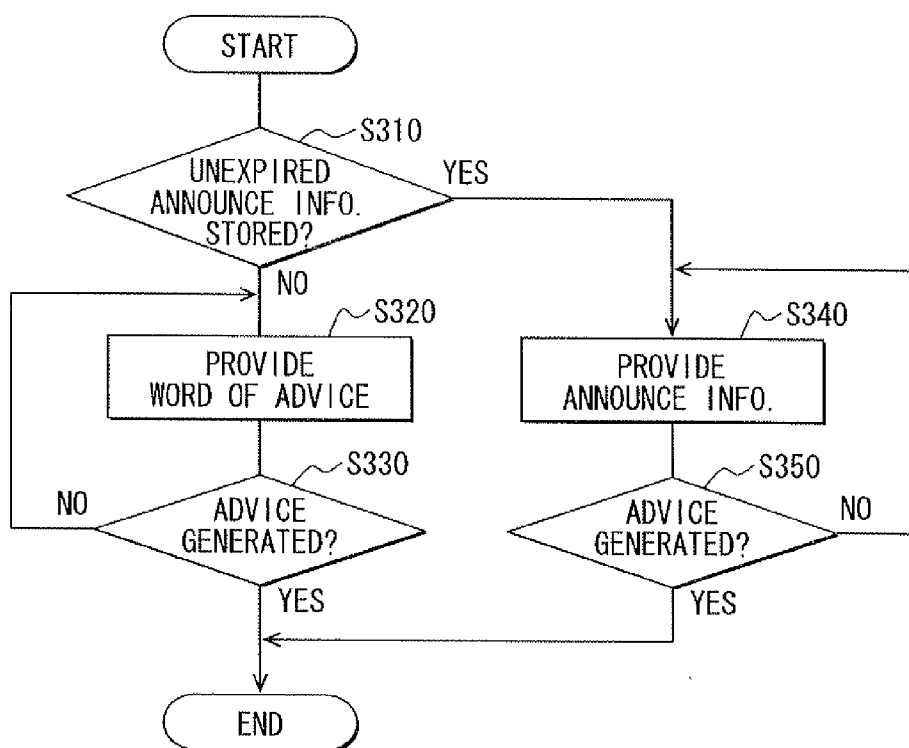 START
S310
UNEXPIRED
ANNOUNCE INFO.
STORED?
YES
NO
S320
PROVIDE
WORD OF ADVICE
S340
PROVIDE
ANNOUNCE INFO.
S330
ADVICE
GENERATED?
NO
YES
S350
ADVICE
GENERATED?
NO
YES
END